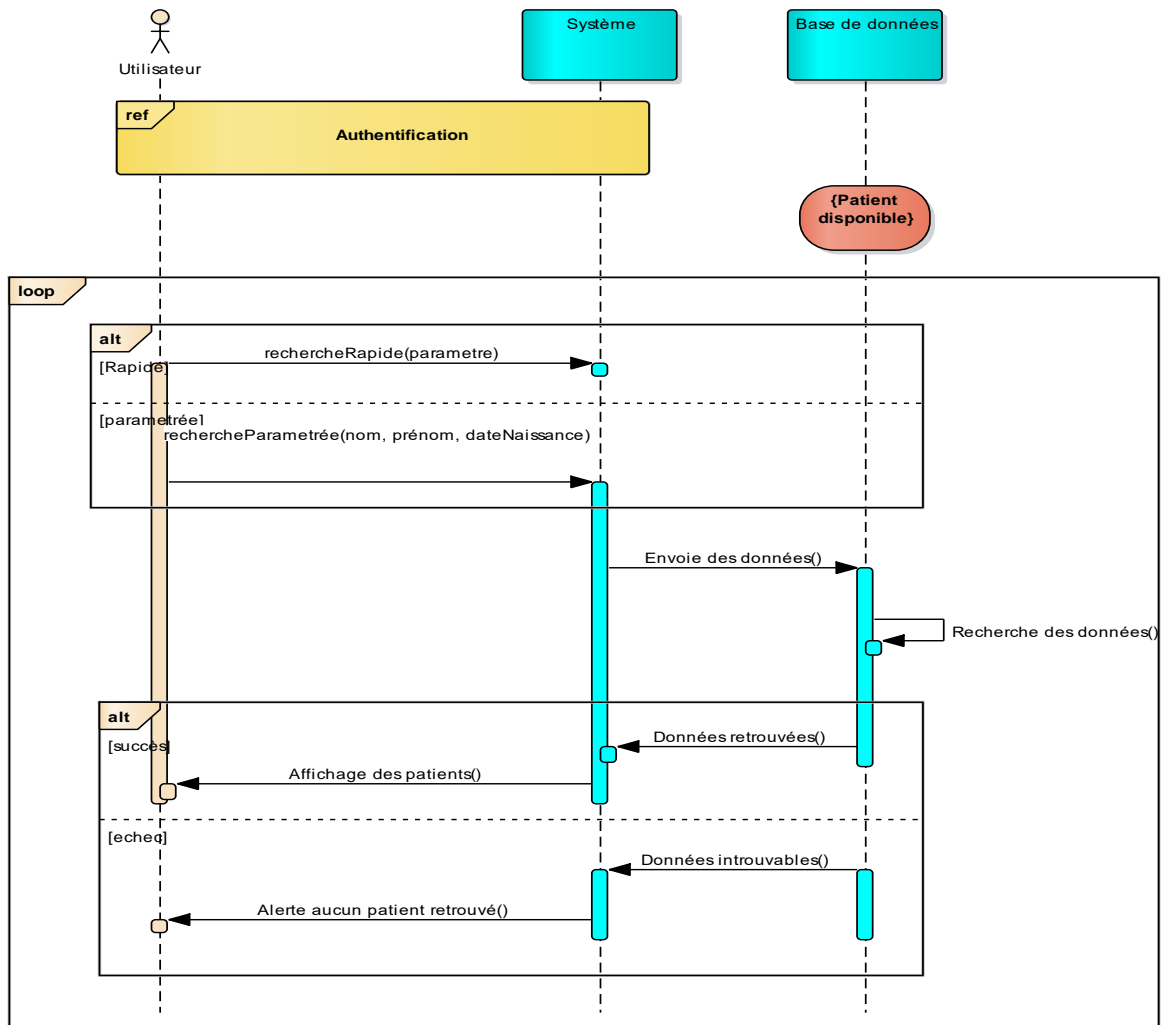 Système
Base de données
Utilisateur
ref
Authentification
{Patient
disponible}
loop
alt
rechercheRapide(parametre)
[Rapide]
[parametrée]
rechercheParametrée(nom, prénom, dateNaissance)
Envoie des données()
Recherche des données()
alt
Données retrouvées()
[succès]
Affichage des patients()
[echec]
Données introuvables()
Alerte aucun patient retrouvé()